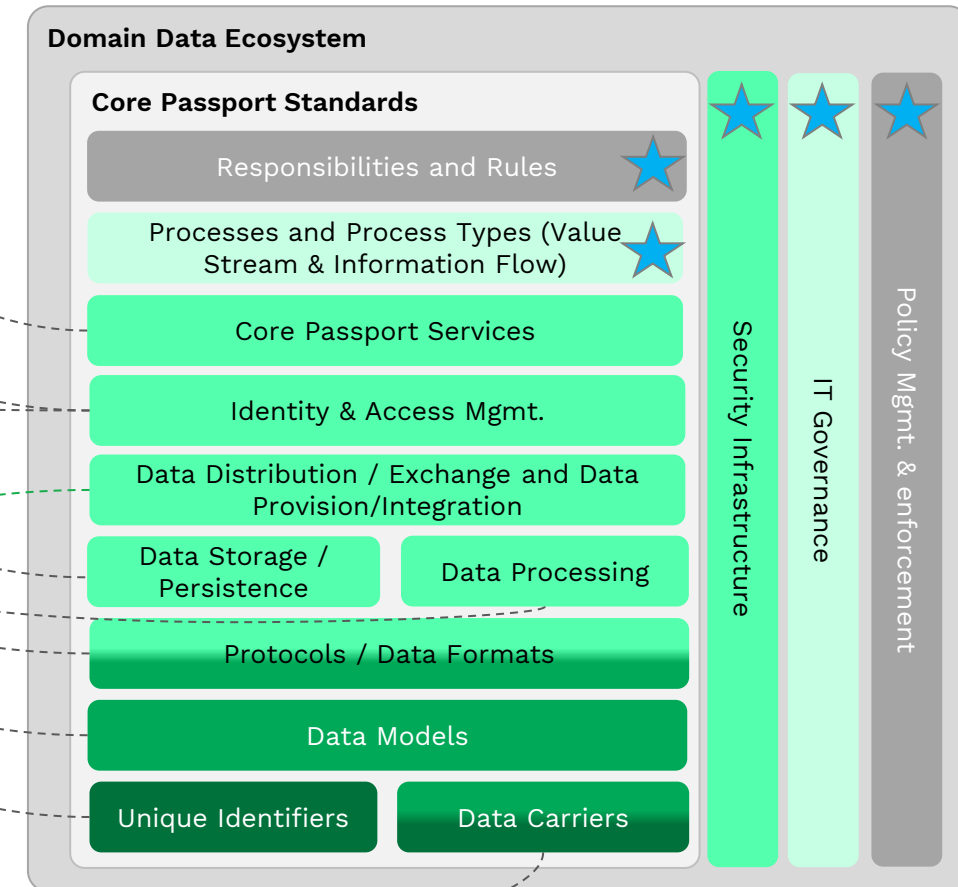 Domain Data Ecosystem
Core Passport Standards
Responsibilities and Rules
Processes and Process Types (Value
Stream & Information Flow)
Core Passport Services
Identity & Access Mgmt.
Data Distribution / Exchange and Data
Provision/Integration
Data Storage /
Persistence
Data Processing
Protocols / Data Formats
Data Models
Unique Identifiers
Data Carriers
Security Infrastructure
IT Governance
Policy Mgmt. & enforcement